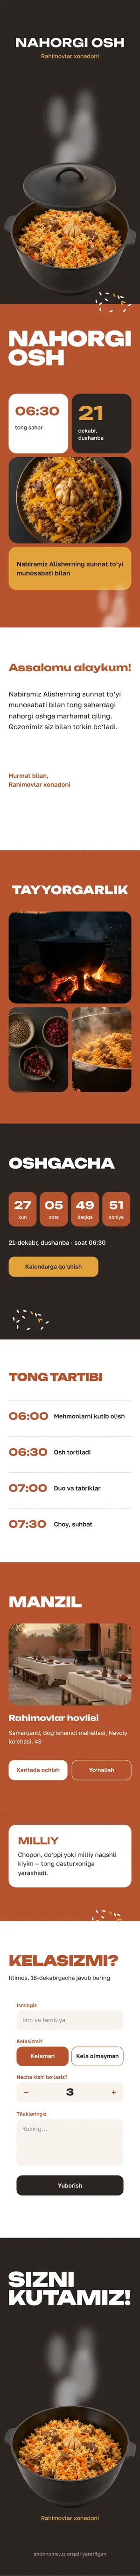 NAHORGI OSH
Rahimovlar xonadoni
NAHORGI
OSH
06:30
tong sahar
21
dekabr,
dushanba
Nabiramiz Alisherning sunnat to‘yi
munosabati bilan
Assalomu alaykum!
Nabiramiz Alisherning sunnat to‘yi
munosabati bilan tong sahardagi
nahorgi oshga marhamat qiling.
Qozonimiz siz bilan to‘kin bo‘ladi.
Hurmat bilan,
Rahimovlar xonadoni
TAYYORGARLIK
OSHGACHA
27
kun
05
soat
49
daqiqa
51
soniya
21-dekabr, dushanba · soat 06:30
Kalendarga qo‘shish
TONG TARTIBI
06:00 Mehmonlarni kutib olish
06:30 Osh tortiladi
07:00 Duo va tabriklar
07:30 Choy, suhbat
MANZIL
Rahimovlar hovlisi
Samarqand, Bog‘ishamol mahallasi, Navoiy
ko‘chasi, 48
Xaritada ochish
Yo‘nalish
MILLIY
Chopon, do‘ppi yoki milliy naqshli
kiyim — tong dasturxoniga
yarashadi.
KELASIZMI?
Iltimos, 18-dekabrgacha javob bering
Ismingiz
Ism va familiya
Kelasizmi?
Kelaman
Kela olmayman
Necha kishi bo‘lasiz?
− 3 +
Tilaklaringiz
Yozing...
Yuborish
SIZNI
KUTAMIZ!
Rahimovlar xonadoni
shohnoma.uz orqali yaratilgan